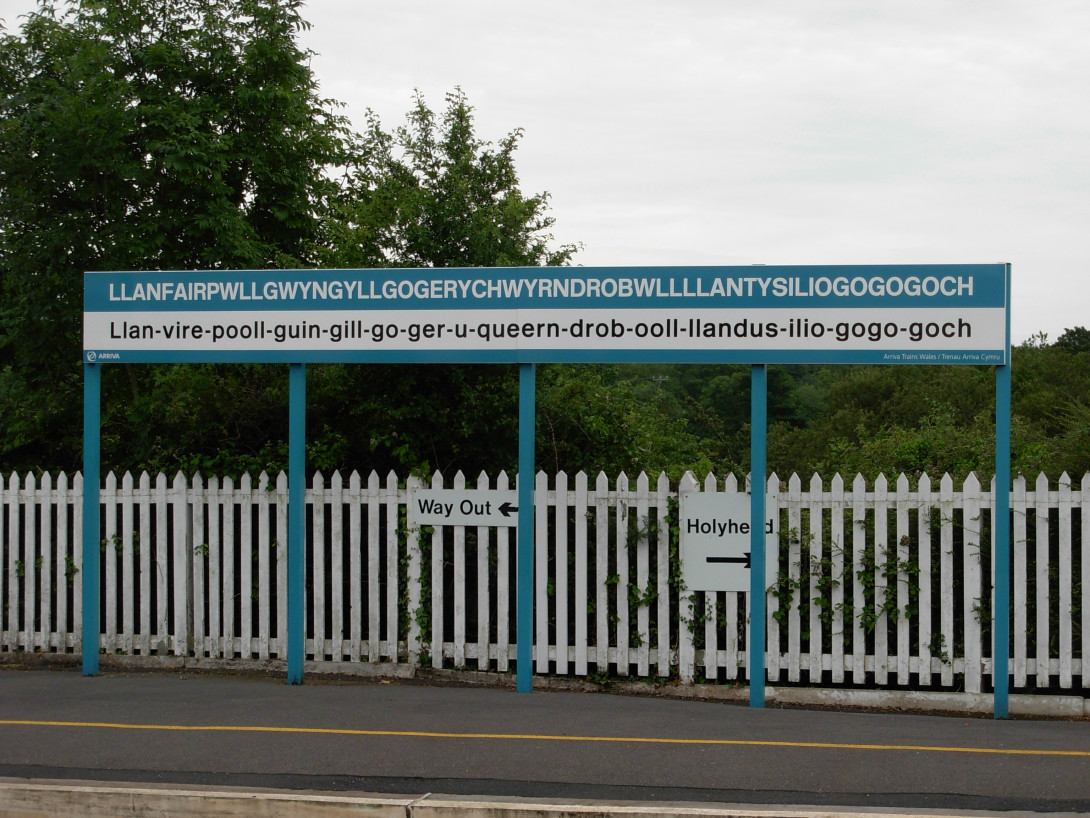 LLANFAIRPWLLGWYNGYLLGOGERYCHWYRNDROBWLLLLANTYSILIOGOGOGOCH
Llan-vire-pooll-guin-gill-go-ger-u-queern-drob-ooll-llandus-ilio-gogo-goch
ARRIVA
Arriva Trains Wales / Trenau Arriva Cymru
Way Out
Holyhead